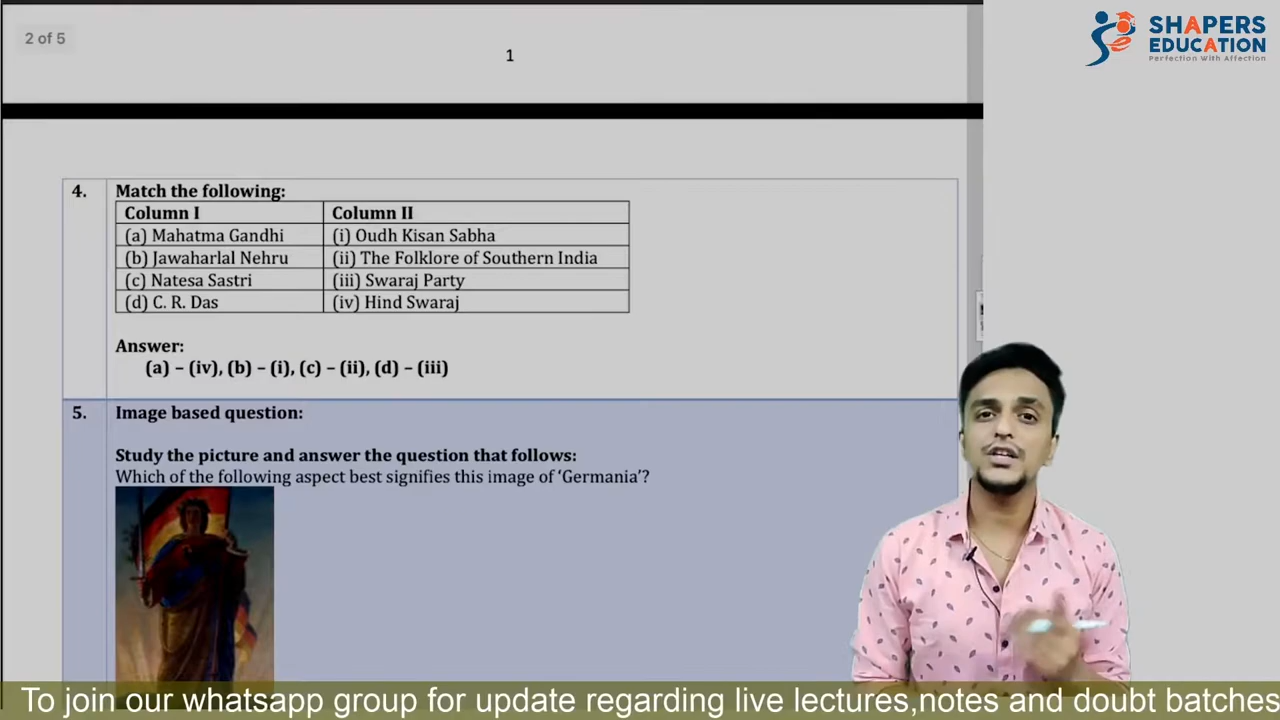 2 of 5
1
SHAPERS
EDUCATION
Perfection With Affection
4. Match the following:
Column I Column II
(a) Mahatma Gandhi (i) Oudh Kisan Sabha
(b) Jawaharlal Nehru (ii) The Folklore of Southern India
(c) Natesa Sastri (iii) Swaraj Party
(d) C. R. Das (iv) Hind Swaraj
Answer:
(a) – (iv), (b) – (i), (c) – (ii), (d) – (iii)
5. Image based question:
Study the picture and answer the question that follows:
Which of the following aspect best signifies this image of ‘Germania’?
To join our whatsapp group for update regarding live lectures,notes and doubt batches